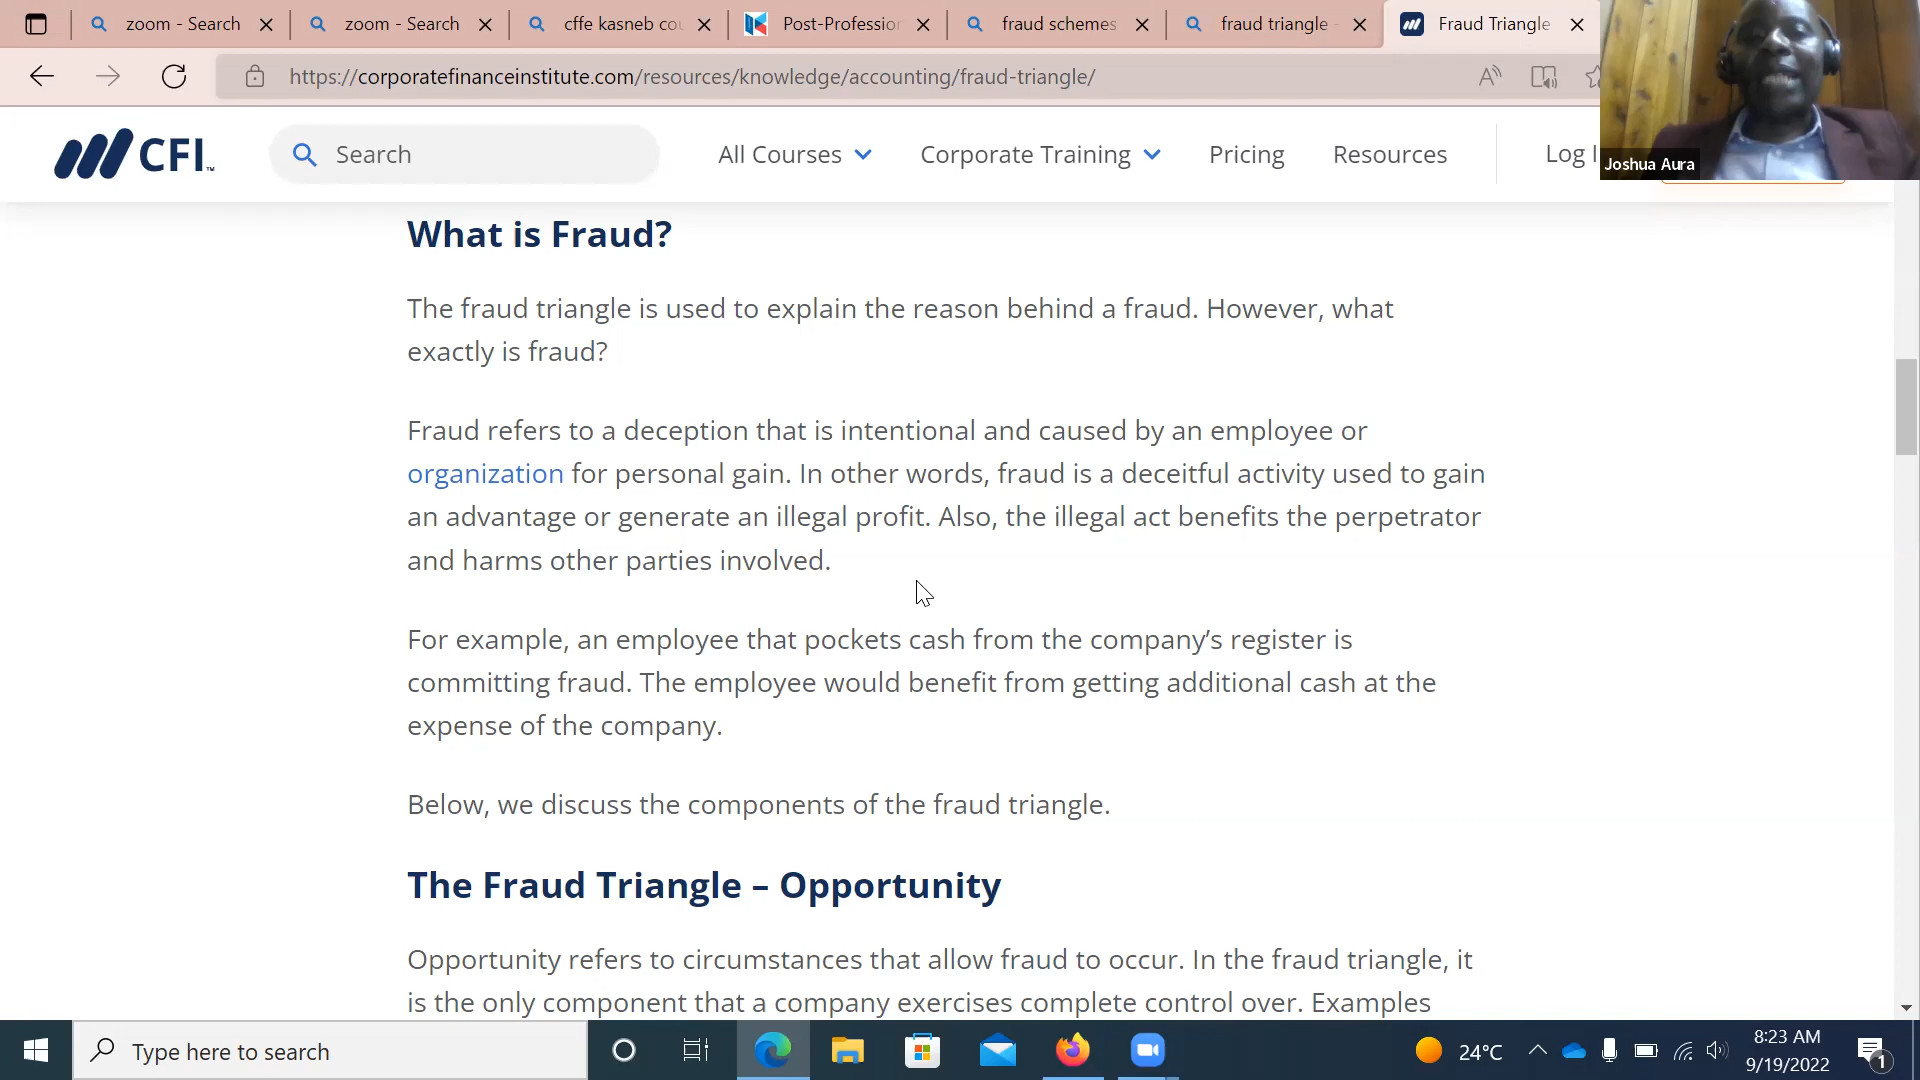 zoom - Search
zoom - Search
cffe kasneb cou
Post-Profession
fraud schemes
fraud triangle -
Fraud Triangle
https://corporatefinanceinstitute.com/resources/knowledge/accounting/fraud-triangle/
CFI™
Search
All Courses
Corporate Training
Pricing
Resources
Log I
Joshua Aura
What is Fraud?
The fraud triangle is used to explain the reason behind a fraud. However, what
exactly is fraud?
Fraud refers to a deception that is intentional and caused by an employee or
organization for personal gain. In other words, fraud is a deceitful activity used to gain
an advantage or generate an illegal profit. Also, the illegal act benefits the perpetrator
and harms other parties involved.
For example, an employee that pockets cash from the company’s register is
committing fraud. The employee would benefit from getting additional cash at the
expense of the company.
Below, we discuss the components of the fraud triangle.
The Fraud Triangle – Opportunity
Opportunity refers to circumstances that allow fraud to occur. In the fraud triangle, it
is the only component that a company exercises complete control over. Examples
Type here to search
24°C
8:23 AM
9/19/2022
1